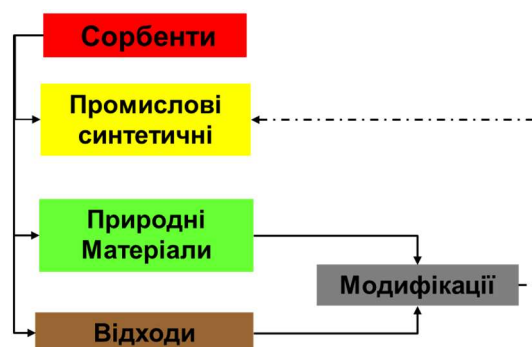 Сорбенти
Промислові
синтетичні
Природні
Матеріали
Модифікації
Відходи